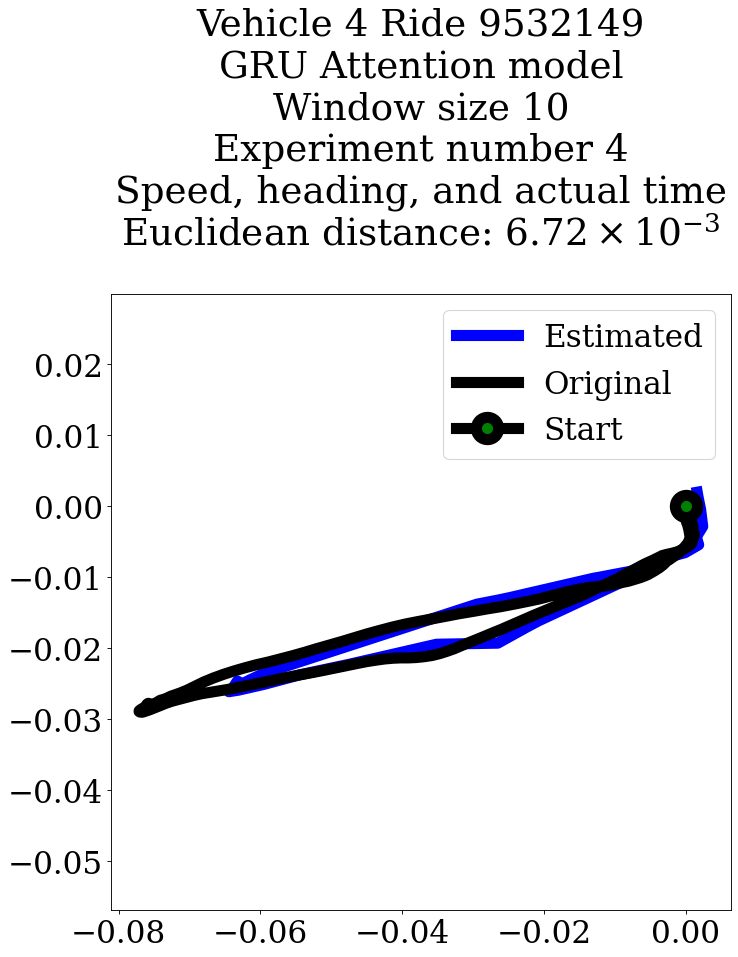 Vehicle 4 Ride 9532149
GRU Attention model
Window size 10
Experiment number 4
Speed, heading, and actual time
Euclidean distance: 6.72 × 10⁻³
Estimated
Original
Start
0.02
0.01
0.00
−0.01
−0.02
−0.03
−0.04
−0.05
−0.08 −0.06 −0.04 −0.02 0.00